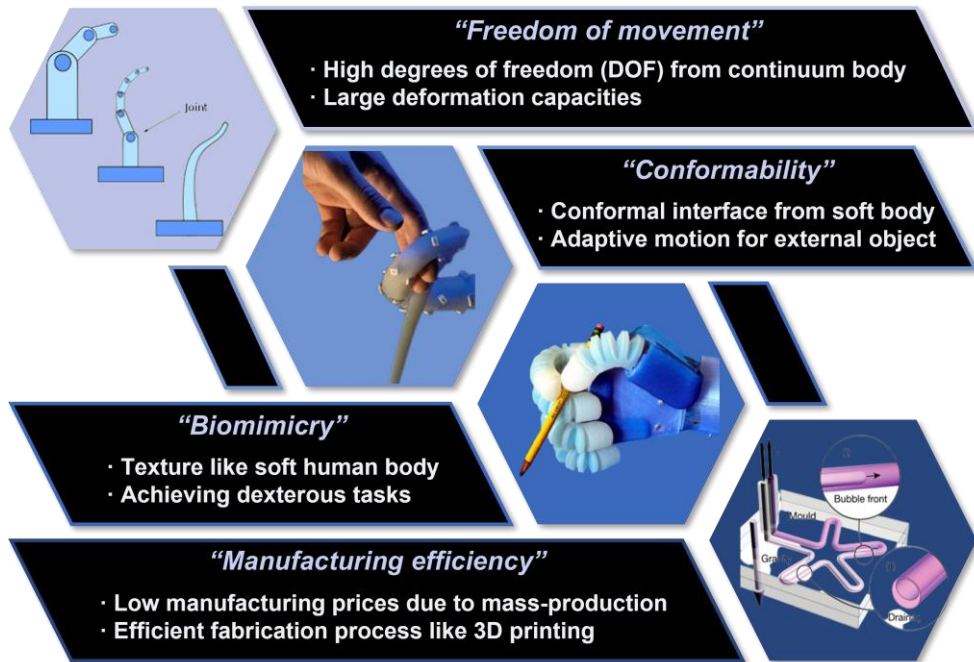 “Freedom of movement”
· High degrees of freedom (DOF) from continuum body
· Large deformation capacities
Joint
“Conformability”
· Conformal interface from soft body
· Adaptive motion for external object
“Biomimicry”
· Texture like soft human body
· Achieving dexterous tasks
Bubble front
Mould
“Manufacturing efficiency”
· Low manufacturing prices due to mass-production
· Efficient fabrication process like 3D printing